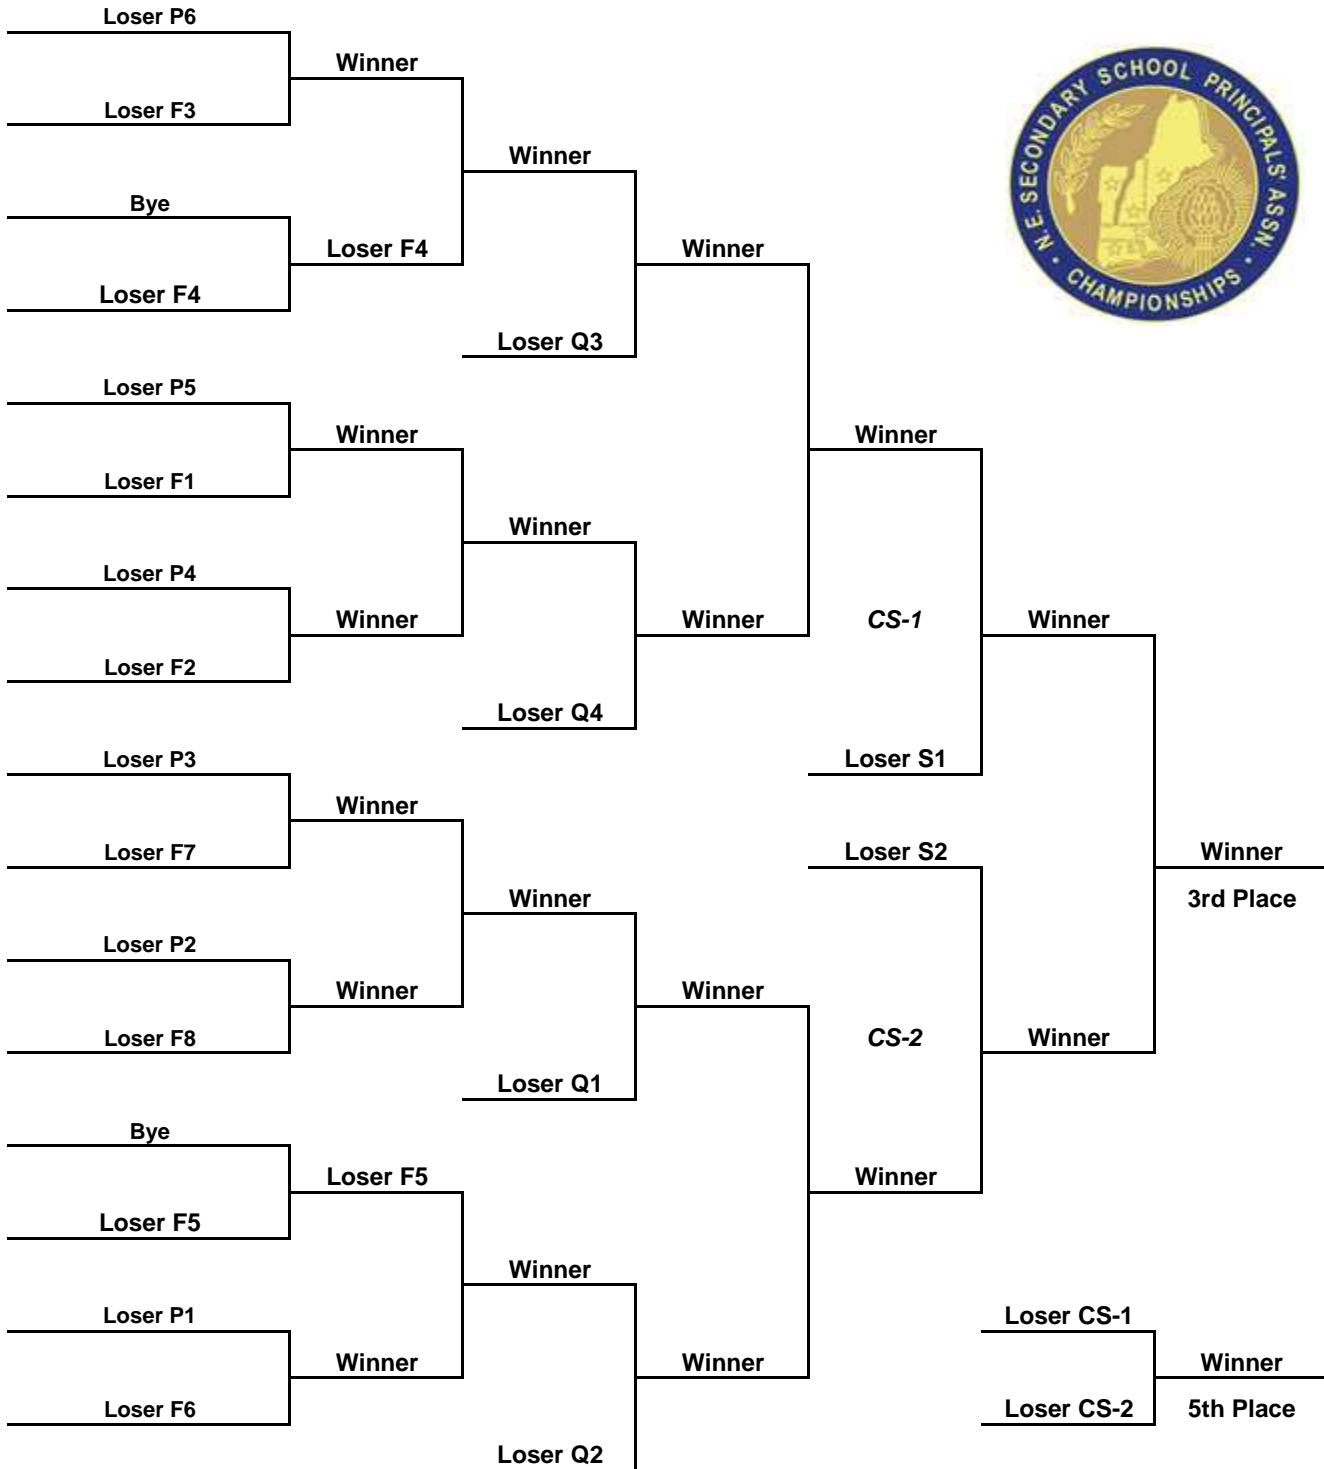 Loser P6
Winner
Loser F3
Winner
Bye
Loser F4
Winner
Loser F4
Loser Q3
Loser P5
Winner
Winner
Loser F1
Winner
Loser P4
Winner
Winner
CS-1
Winner
Loser F2
Loser Q4
Loser P3
Loser S1
Winner
Loser F7
Loser S2
Winner
Winner
3rd Place
Loser P2
Winner
Winner
Loser F8
CS-2
Winner
Loser Q1
Bye
Loser F5
Winner
Loser F5
Winner
Loser P1
Loser CS-1
Winner
Winner
Winner
Loser F6
Loser CS-2
5th Place
Loser Q2
N.E. SECONDARY SCHOOL PRINCIPALS' ASSN.
• CHAMPIONSHIPS •